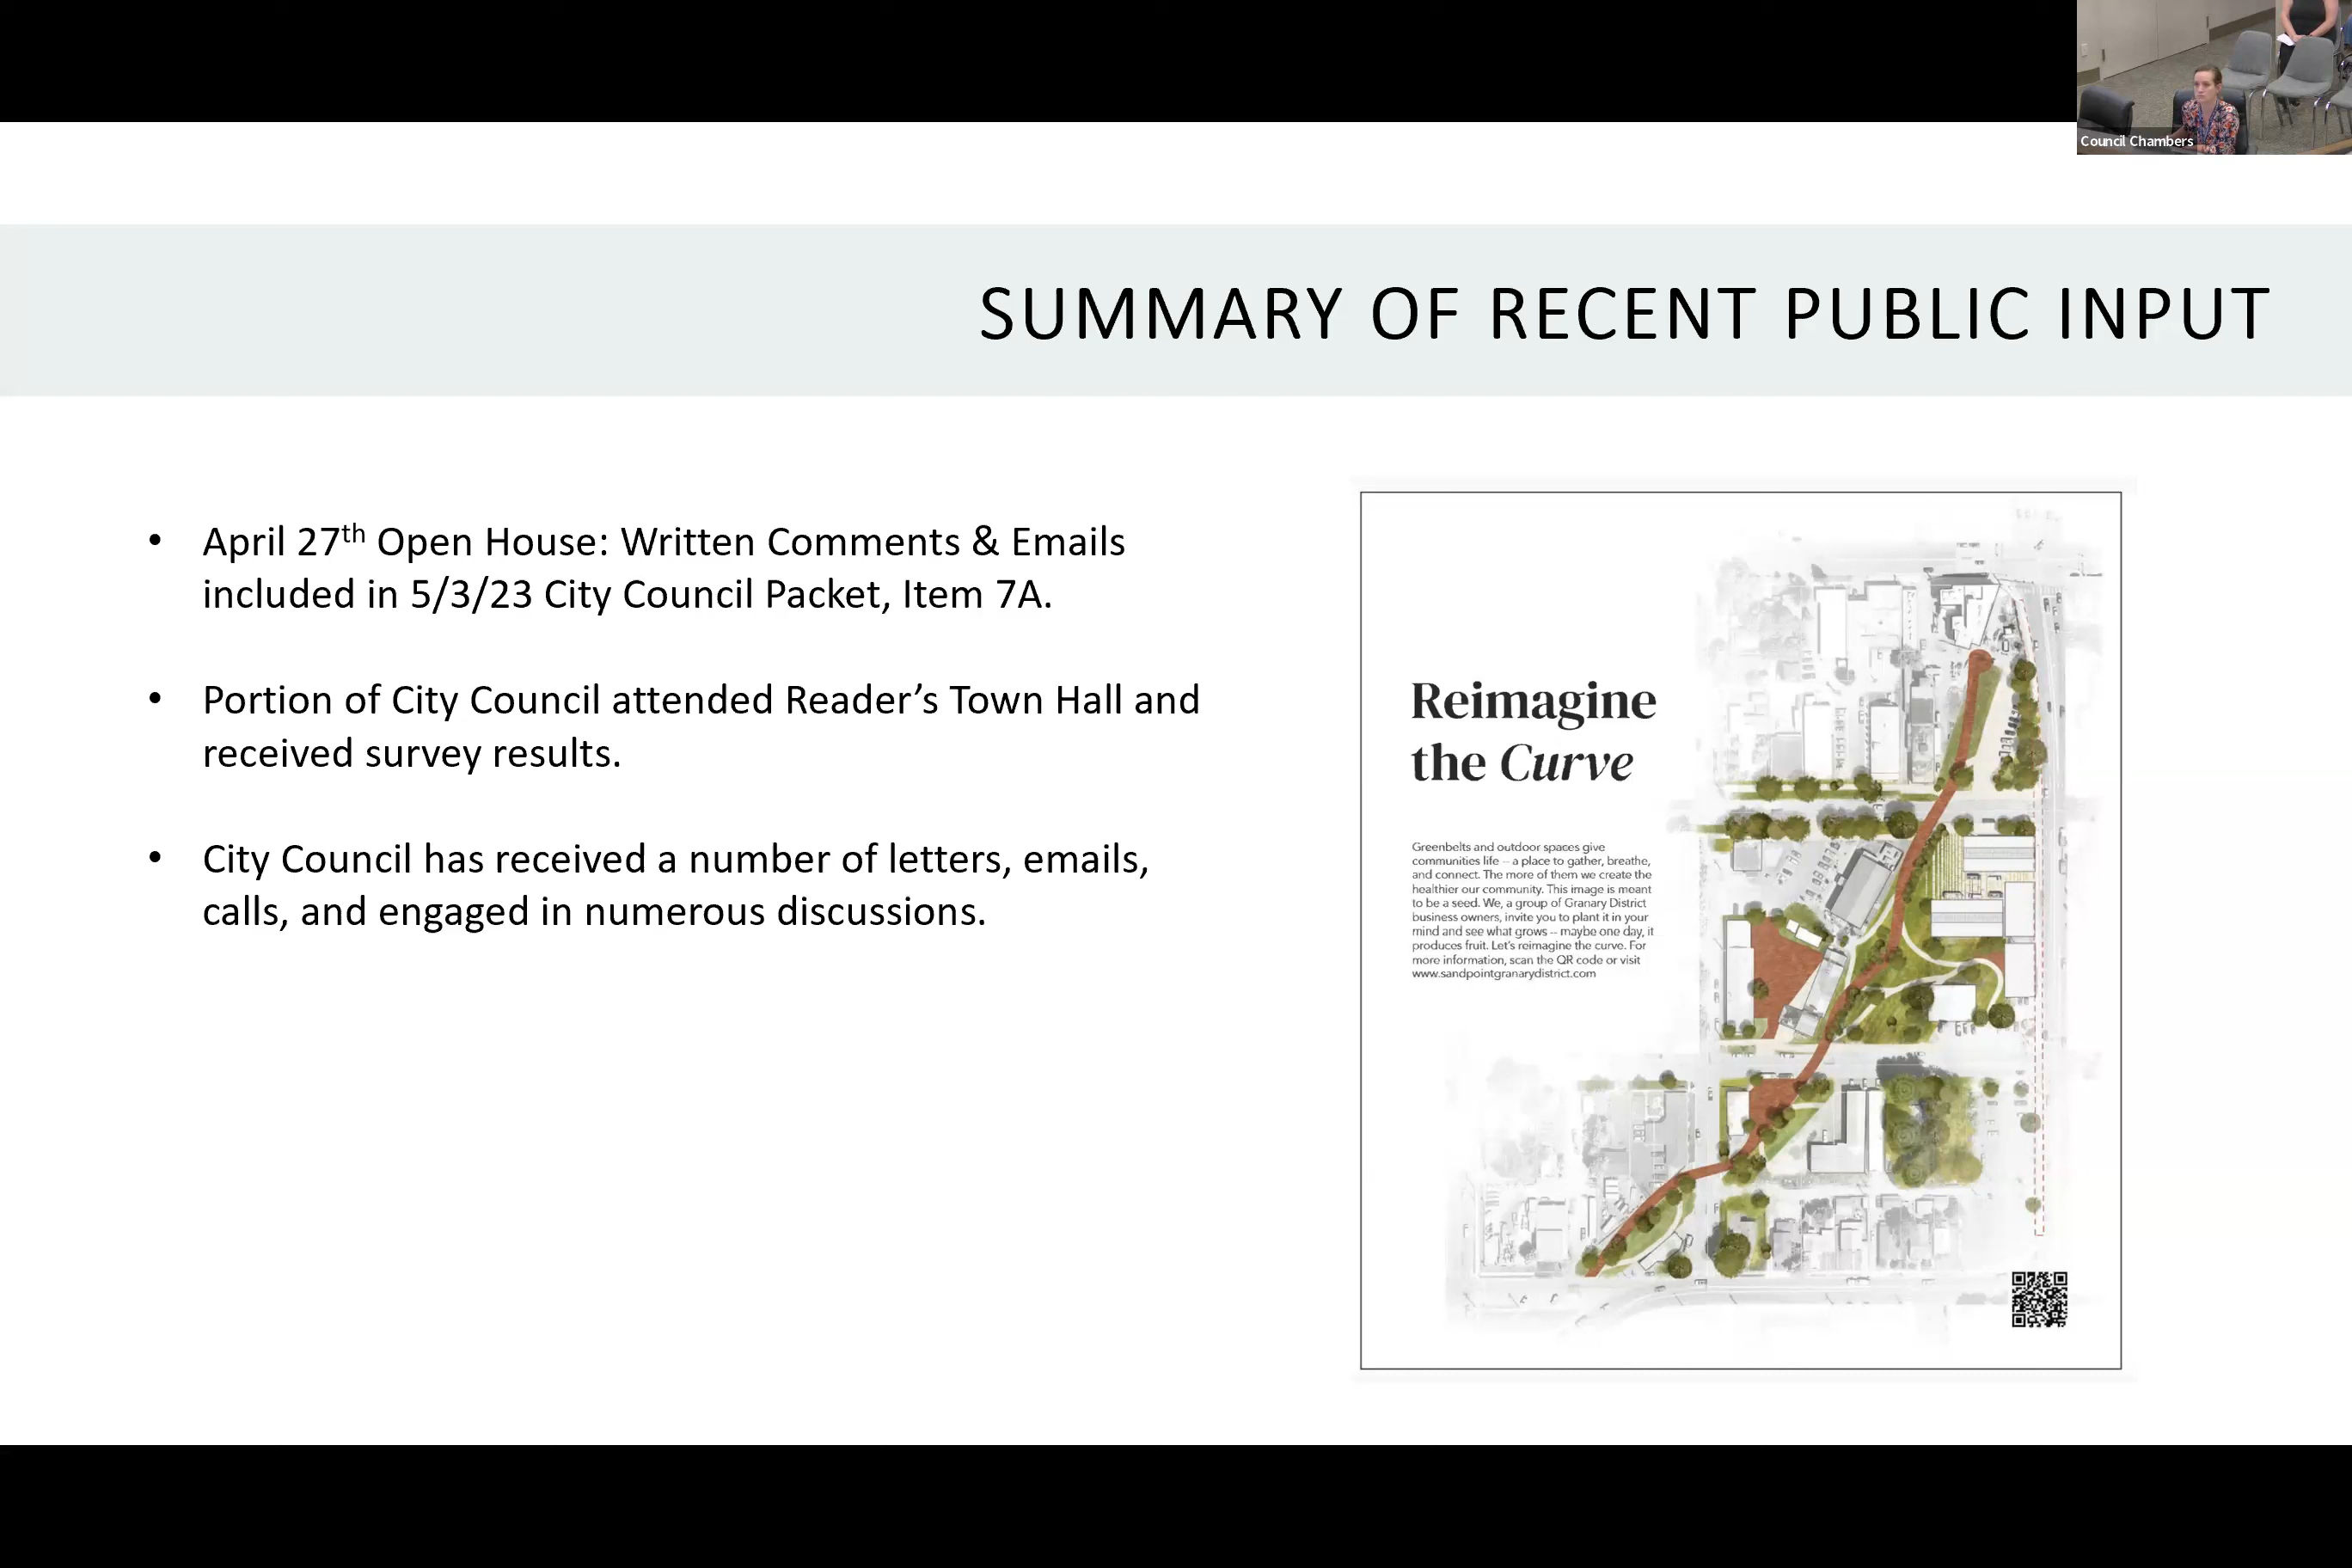 Council Chambers
SUMMARY OF RECENT PUBLIC INPUT
• April 27th Open House: Written Comments & Emails
included in 5/3/23 City Council Packet, Item 7A.
• Portion of City Council attended Reader’s Town Hall and
received survey results.
• City Council has received a number of letters, emails,
calls, and engaged in numerous discussions.
Reimagine
the Curve
Greenbelts and outdoor spaces give
communities life – a place to gather, breathe,
and connect. The more of them we create the
healthier our community. This image is meant
to be a seed. We, a group of Granary District
business owners, invite you to plant it in your
mind and see what grows – maybe one day, it
produces fruit. Let's reimagine the curve. For
more information, scan the QR code or visit
www.sandpointgranarydistrict.com